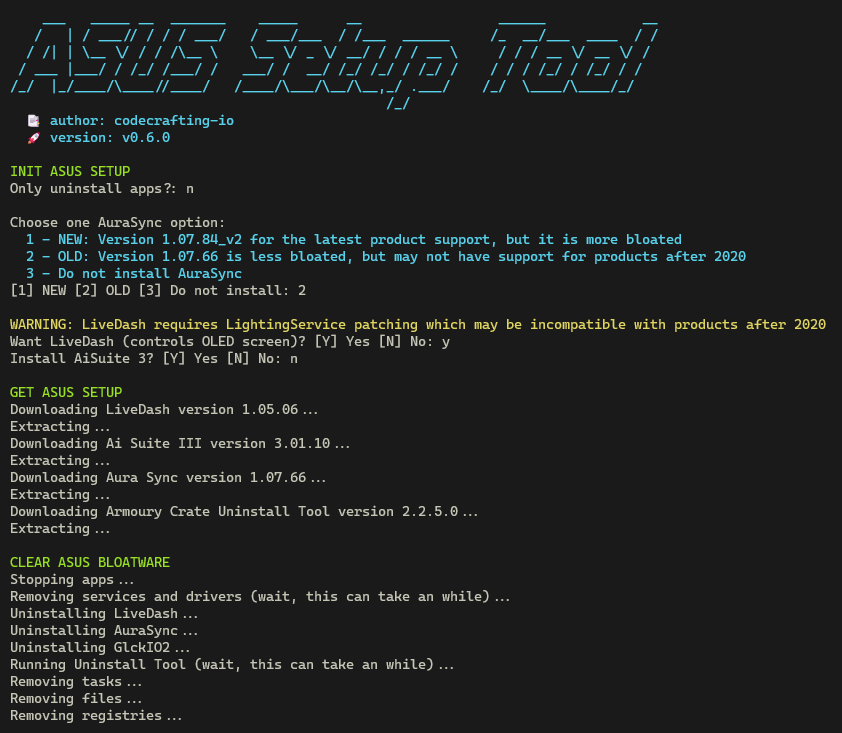 ASUS Setup Tool
📑 author: codecrafting-io
🚀 version: v0.6.0
INIT ASUS SETUP
Only uninstall apps?: n
Choose one AuraSync option:
1 - NEW: Version 1.07.84_v2 for the latest product support, but it is more bloated
2 - OLD: Version 1.07.66 is less bloated, but may not have support for products after 2020
3 - Do not install AuraSync
[1] NEW [2] OLD [3] Do not install: 2
WARNING: LiveDash requires LightingService patching which may be incompatible with products after 2020
Want LiveDash (controls OLED screen)? [Y] Yes [N] No: y
Install AiSuite 3? [Y] Yes [N] No: n
GET ASUS SETUP
Downloading LiveDash version 1.05.06...
Extracting...
Downloading Ai Suite III version 3.01.10...
Extracting...
Downloading Aura Sync version 1.07.66...
Extracting...
Downloading Armoury Crate Uninstall Tool version 2.2.5.0...
Extracting...
CLEAR ASUS BLOATWARE
Stopping apps...
Removing services and drivers (wait, this can take an while)...
Uninstalling LiveDash...
Uninstalling AuraSync...
Uninstalling GlckIO2...
Running Uninstall Tool (wait, this can take an while)...
Removing tasks...
Removing files...
Removing registries...